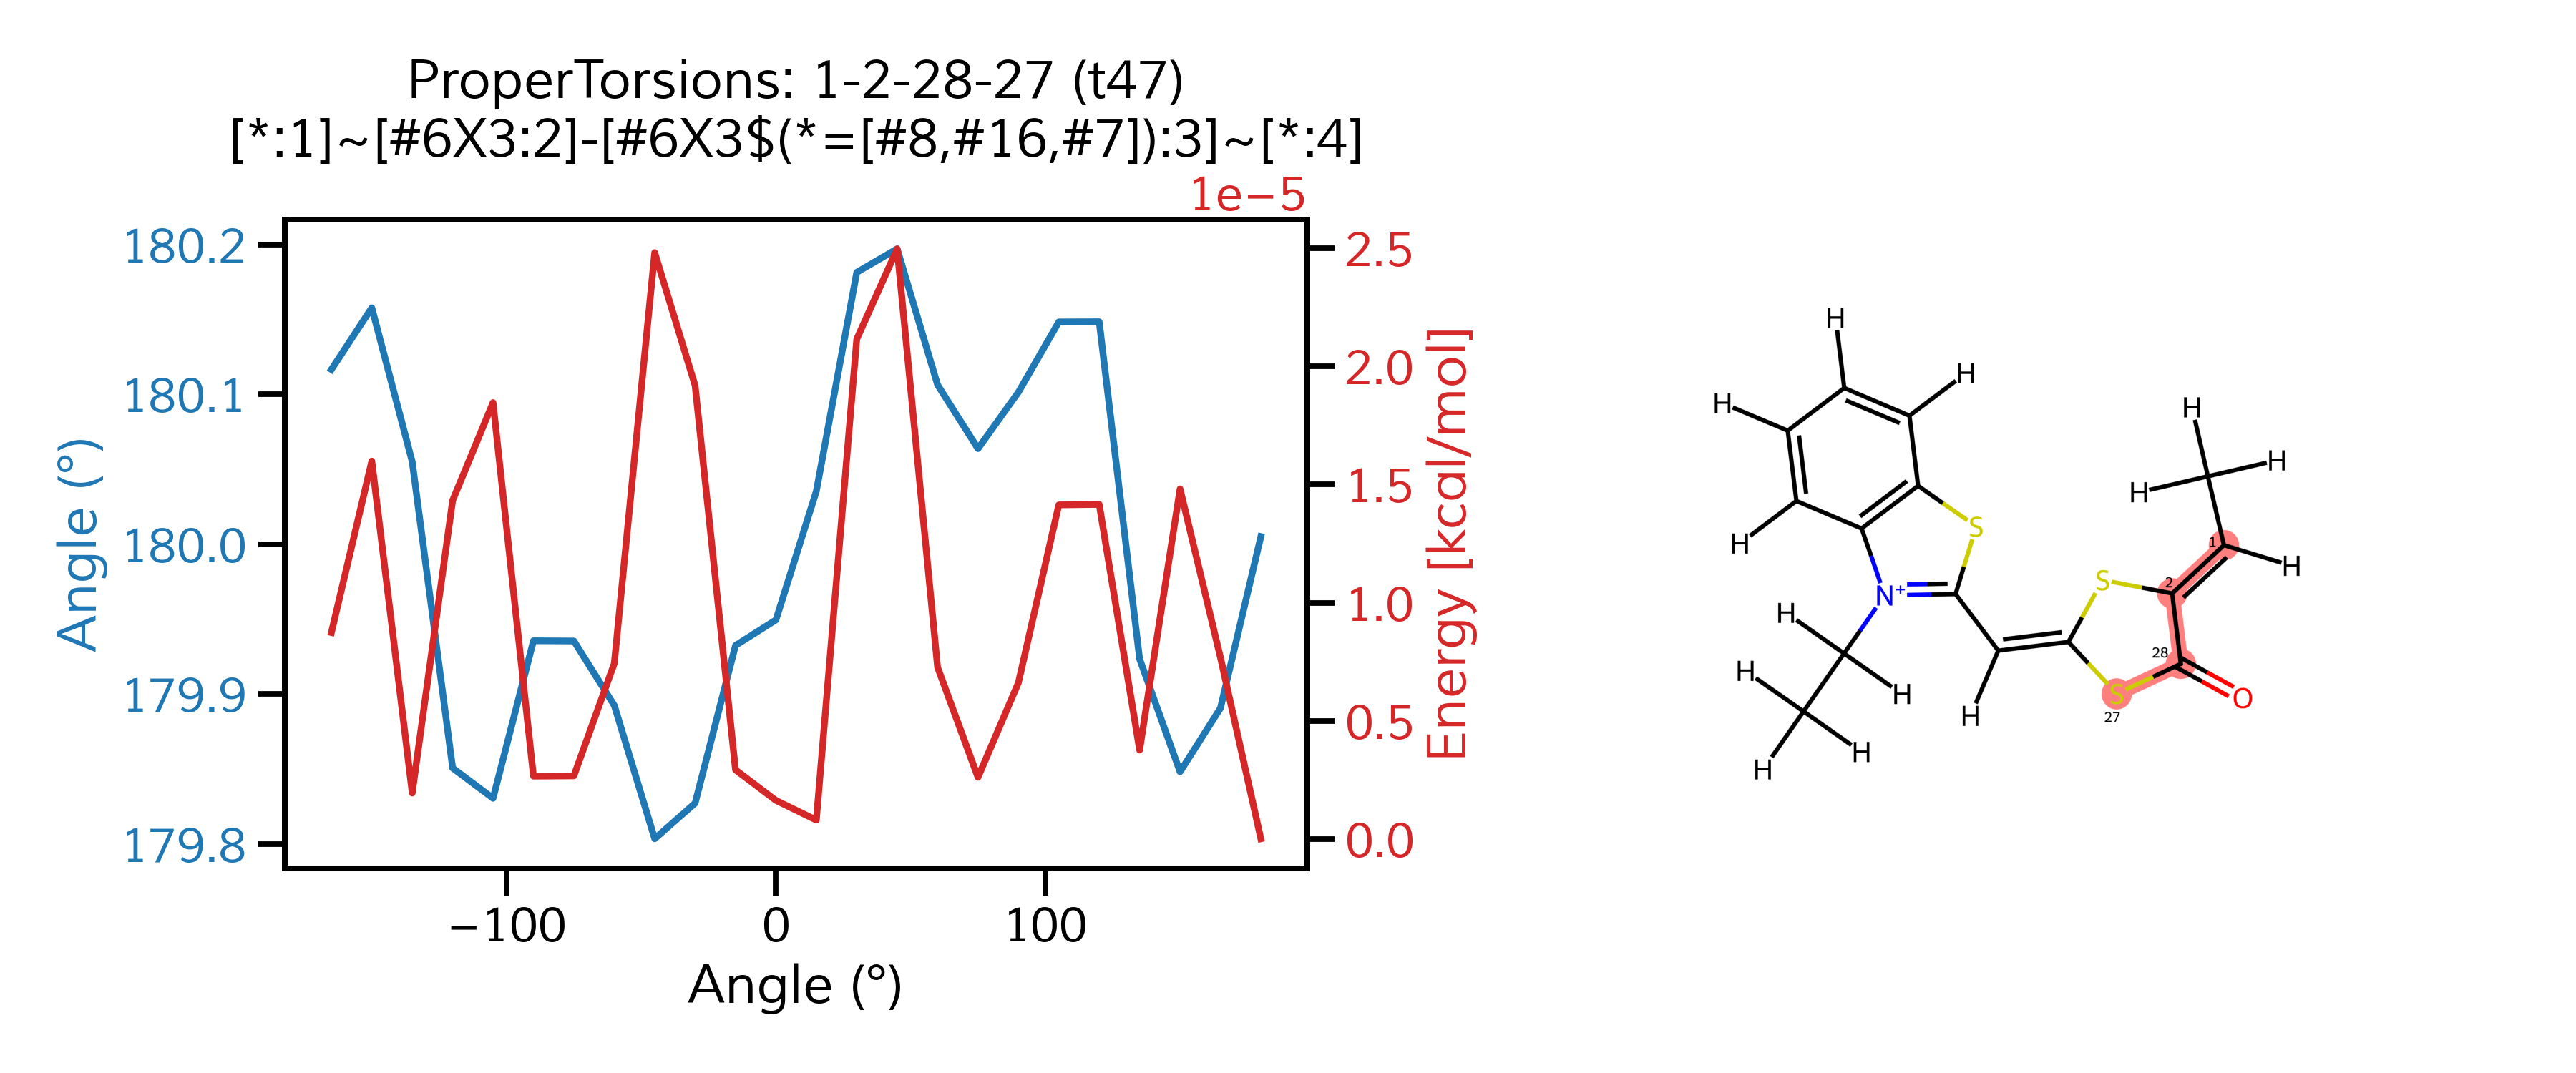 ProperTorsions: 1-2-28-27 (t47)
[*:1]~[#6X3:2]-[#6X3$(*=[#8,#16,#7]):3]~[*:4]
1e−5
180.2
180.1
180.0
179.9
179.8
Angle (°)
2.5
2.0
1.5
1.0
0.5
0.0
Energy [kcal/mol]
−100
0
100
Angle (°)
H
H
H
H
H
H
H
S
1
H
S
2
N+
H
28
H
H
S
27
O
H
H
H